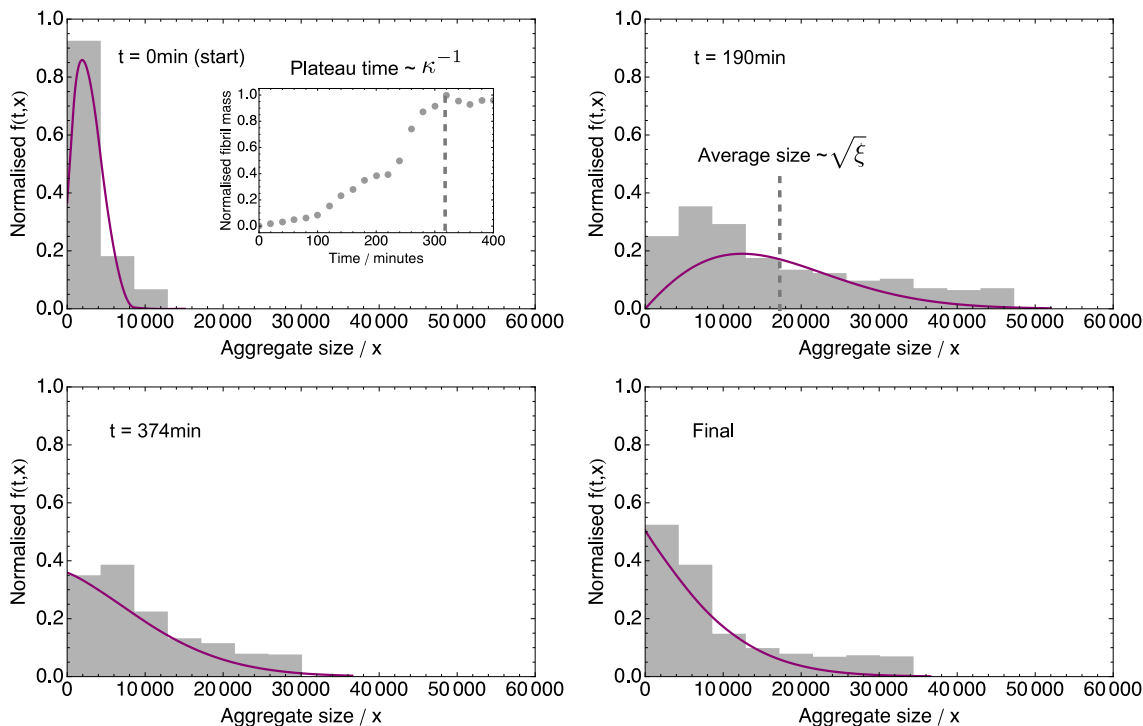 t = 0min (start)
Plateau time ~ κ⁻¹
Normalised fibril mass
1.0
0.8
0.6
0.4
0.2
0.0
0 100 200 300 400
Time / minutes
Normalised f(t,x)
1.0
0.8
0.6
0.4
0.2
0.0
0 10 000 20 000 30 000 40 000 50 000 60 000
Aggregate size / x
t = 190min
Average size ~ √ξ
Normalised f(t,x)
1.0
0.8
0.6
0.4
0.2
0.0
0 10 000 20 000 30 000 40 000 50 000 60 000
Aggregate size / x
t = 374min
Normalised f(t,x)
1.0
0.8
0.6
0.4
0.2
0.0
0 10 000 20 000 30 000 40 000 50 000 60 000
Aggregate size / x
Final
Normalised f(t,x)
1.0
0.8
0.6
0.4
0.2
0.0
0 10 000 20 000 30 000 40 000 50 000 60 000
Aggregate size / x